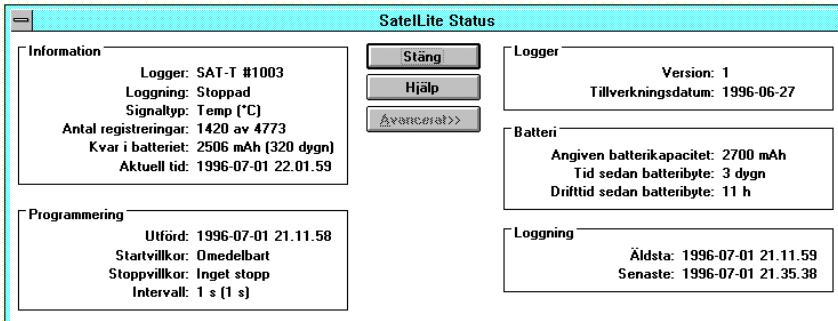 SatelLite Status
Information
Logger: SAT-T #1003
Loggning: Stoppad
Signaltyp: Temp (°C)
Antal registreringar: 1420 av 4773
Kvar i batteriet: 2506 mAh (320 dygn)
Aktuell tid: 1996-07-01 22.01.59
Programmering
Utförd: 1996-07-01 21.11.58
Startvillkor: Omedelbart
Stoppvillkor: Inget stopp
Intervall: 1 s (1 s)
Stäng
Hjälp
Avancerat>>
Logger
Version: 1
Tillverkningsdatum: 1996-06-27
Batteri
Angiven batterikapacitet: 2700 mAh
Tid sedan batteribyte: 3 dygn
Drifttid sedan batteribyte: 11 h
Loggning
Äldsta: 1996-07-01 21.11.59
Senaste: 1996-07-01 21.35.38